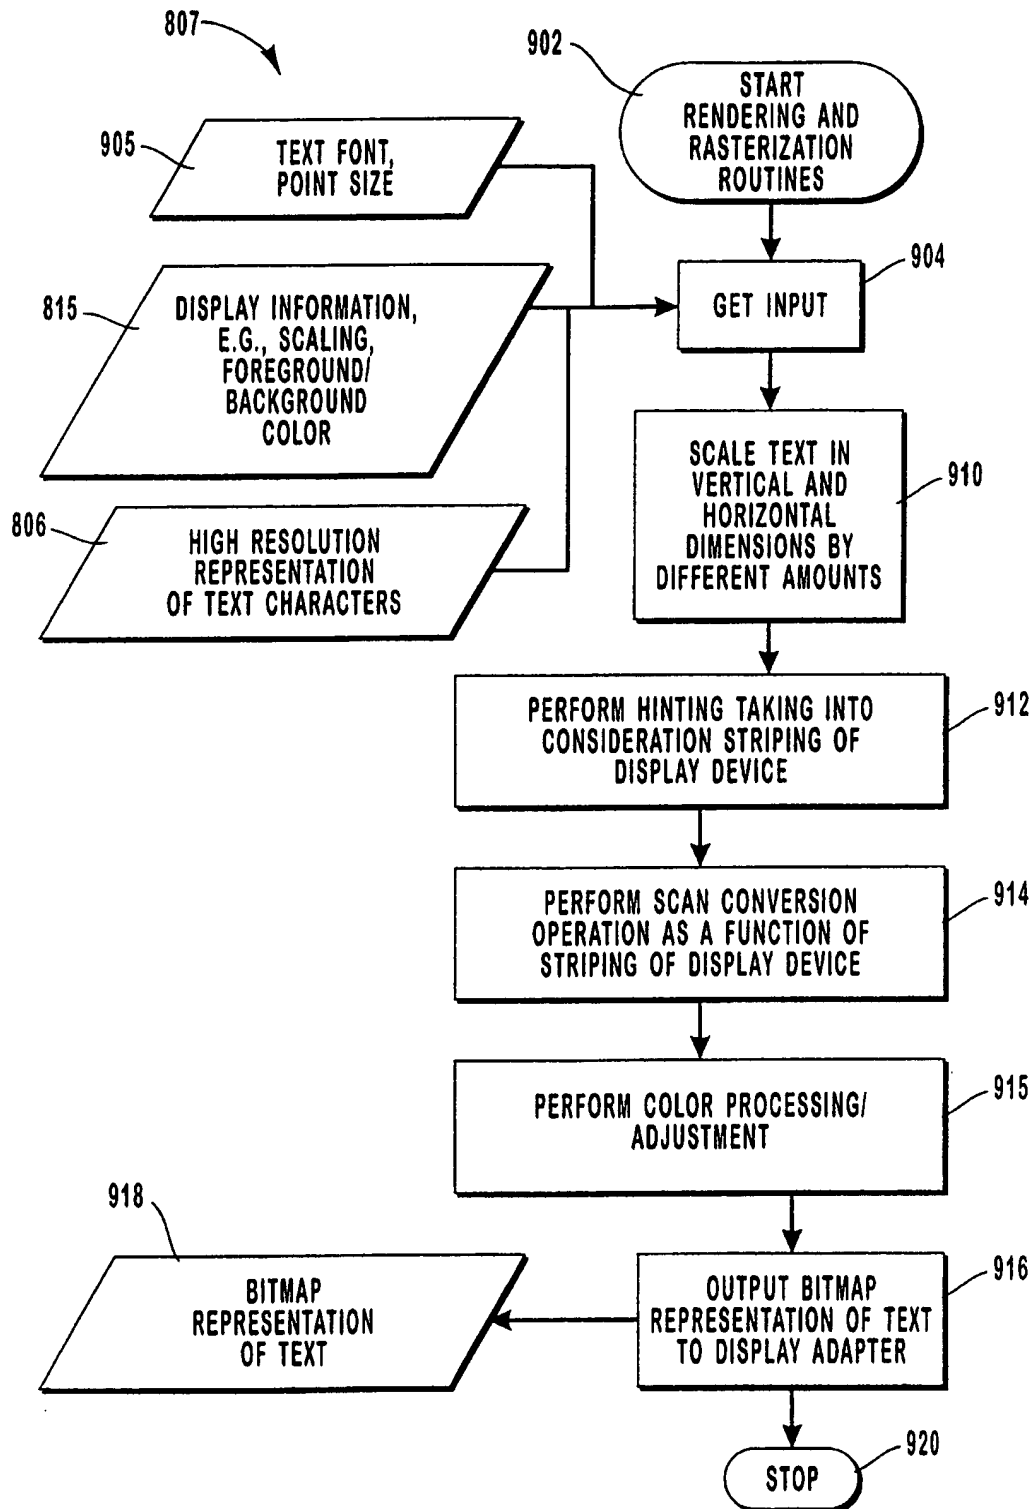 807
902
START
RENDERING AND
RASTERIZATION
ROUTINES
905
TEXT FONT,
POINT SIZE
904
GET INPUT
815
DISPLAY INFORMATION,
E.G., SCALING,
FOREGROUND/
BACKGROUND
COLOR
910
SCALE TEXT IN
VERTICAL AND
HORIZONTAL
DIMENSIONS BY
DIFFERENT AMOUNTS
806
HIGH RESOLUTION
REPRESENTATION
OF TEXT CHARACTERS
912
PERFORM HINTING TAKING INTO
CONSIDERATION STRIPING OF
DISPLAY DEVICE
914
PERFORM SCAN CONVERSION
OPERATION AS A FUNCTION OF
STRIPING OF DISPLAY DEVICE
915
PERFORM COLOR PROCESSING/
ADJUSTMENT
918
BITMAP
REPRESENTATION
OF TEXT
916
OUTPUT BITMAP
REPRESENTATION OF TEXT
TO DISPLAY ADAPTER
920
STOP